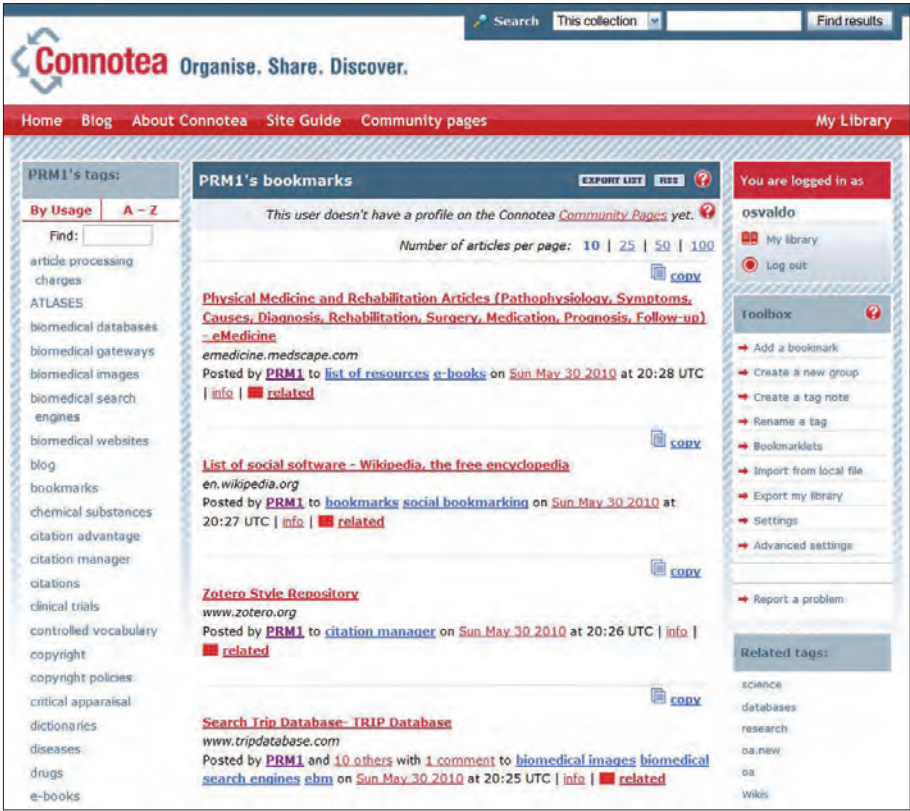 Search This collection Find results
Connotea Organise. Share. Discover.
Home Blog About Connotea Site Guide Community pages My Library
PRM1's tags:
By Usage A - Z
Find:
article processing
charges
ATLASES
biomedical databases
biomedical gateways
biomedical images
biomedical search
engines
biomedical websites
blog
bookmarks
chemical substances
citation advantage
citation manager
citations
clinical trials
controlled vocabulary
copyright
copyright policies
critical apparaisal
dictionaries
diseases
drugs
e-books
PRM1's bookmarks EXPORT LIST RSS ?
This user doesn't have a profile on the Connotea Community Pages yet. ?
Number of articles per page: 10 | 25 | 50 | 100
copy
Physical Medicine and Rehabilitation Articles (Pathophysiology, Symptoms,
Causes, Diagnosis, Rehabilitation, Surgery, Medication, Prognosis, Follow-up)
- eMedicine
emedicine.medscape.com
Posted by PRM1 to list of resources e-books on Sun May 30 2010 at 20:28 UTC
| info | related
copy
List of social software - Wikipedia, the free encyclopedia
en.wikipedia.org
Posted by PRM1 to bookmarks social bookmarking on Sun May 30 2010 at
20:27 UTC | info | related
copy
Zotero Style Repository
www.zotero.org
Posted by PRM1 to citation manager on Sun May 30 2010 at 20:26 UTC | info |
related
copy
Search Trip Database- TRIP Database
www.tripdatabase.com
Posted by PRM1 and 10 others with 1 comment to biomedical images biomedical
search engines ebm on Sun May 30 2010 at 20:25 UTC | info | related
You are logged in as
osvaldo
My library
Log out
Toolbox ?
Add a bookmark
Create a new group
Create a tag note
Rename a tag
Bookmarklets
Import from local file
Export my library
Settings
Advanced settings
Report a problem
Related tags:
science
databases
research
oa.new
oa
Wikis